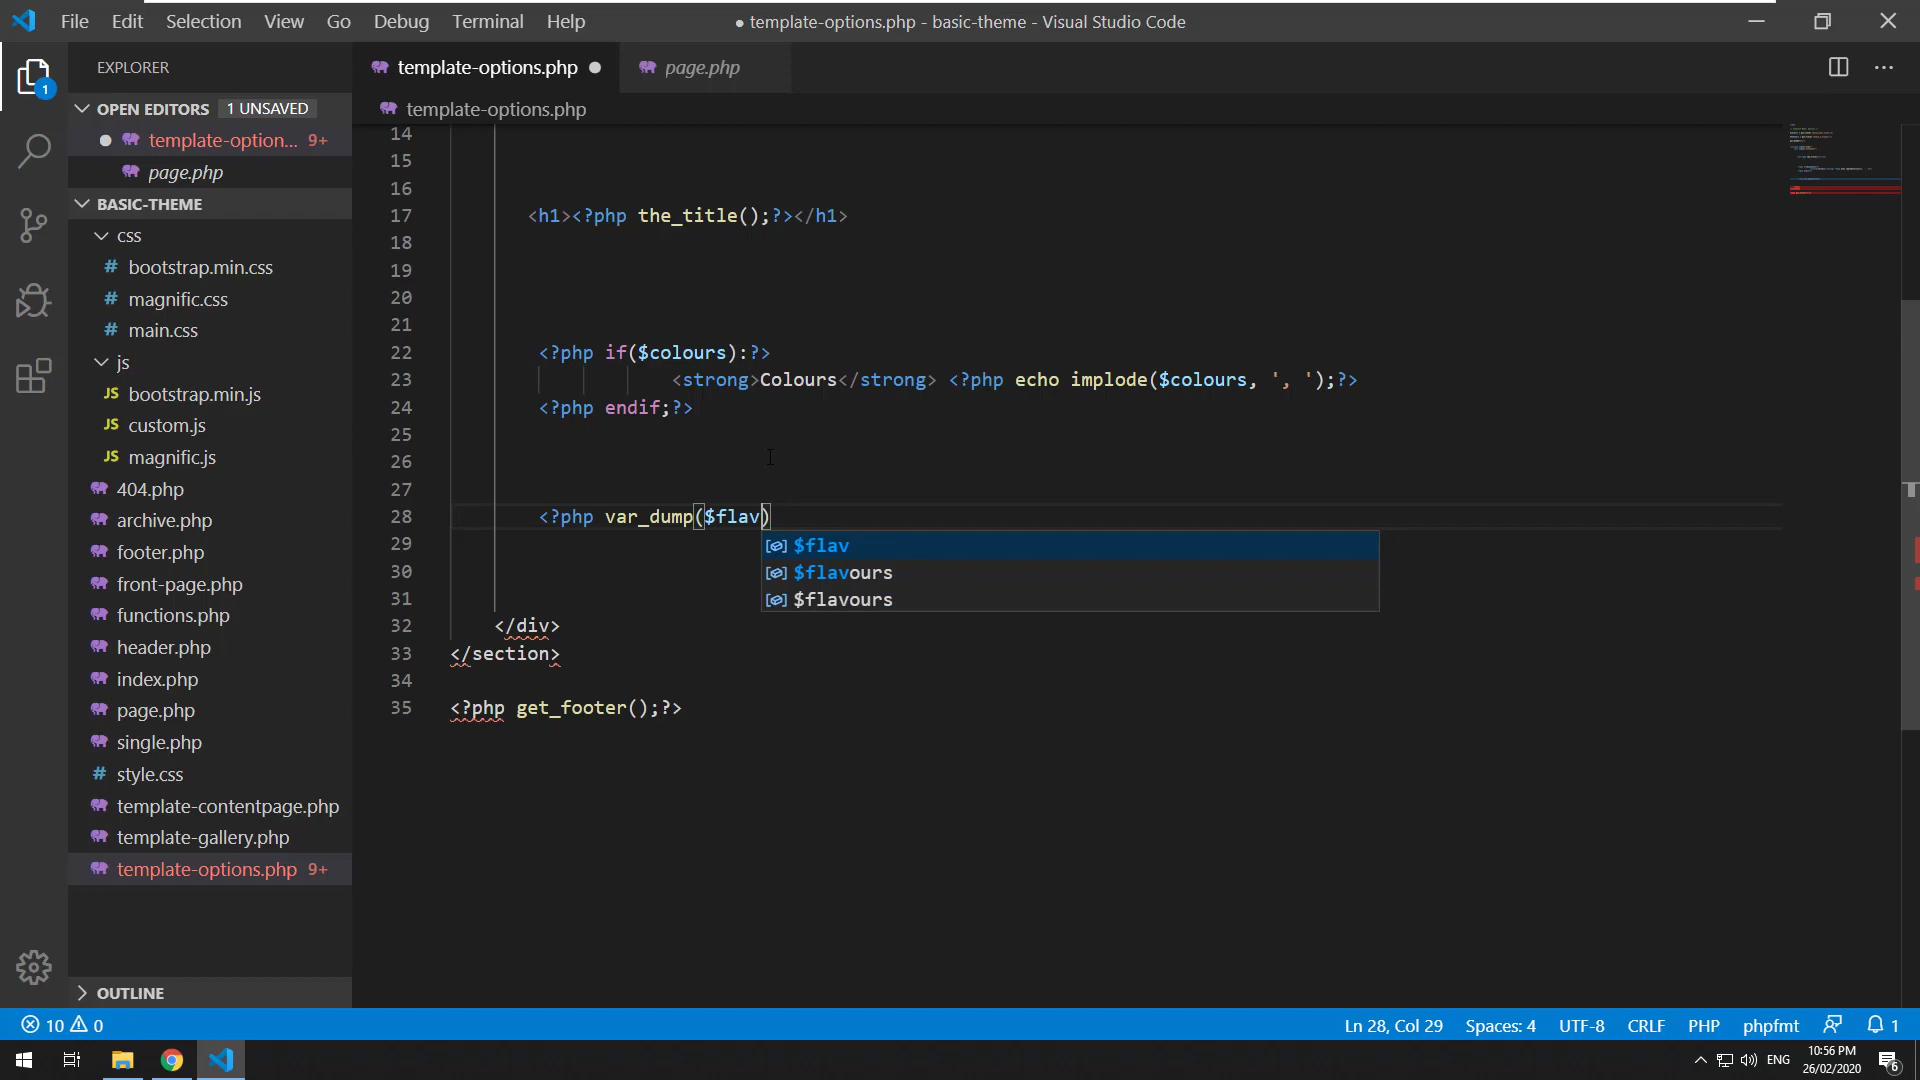 File Edit Selection View Go Debug Terminal Help
● template-options.php - basic-theme - Visual Studio Code
EXPLORER
1
OPEN EDITORS 1 UNSAVED
template-option... 9+
page.php
BASIC-THEME
css
# bootstrap.min.css
# magnific.css
# main.css
js
JS bootstrap.min.js
JS custom.js
JS magnific.js
404.php
archive.php
footer.php
front-page.php
functions.php
header.php
index.php
page.php
single.php
# style.css
template-contentpage.php
template-gallery.php
template-options.php 9+
OUTLINE
template-options.php ●
page.php
template-options.php
14
15
16
17 <h1><?php the_title();?></h1>
18
19
20
21
22 <?php if($colours):?>
23 <strong>Colours</strong> <?php echo implode($colours, ', ');?>
24 <?php endif;?>
25
26
27
28 <?php var_dump($flav)
$flav
$flavours
$flavours
29
30
31
32 </div>
33 </section>
34
35 <?php get_footer();?>
10 0
Ln 28, Col 29 Spaces: 4 UTF-8 CRLF PHP phpfmt 1
ENG
10:56 PM
26/02/2020
6